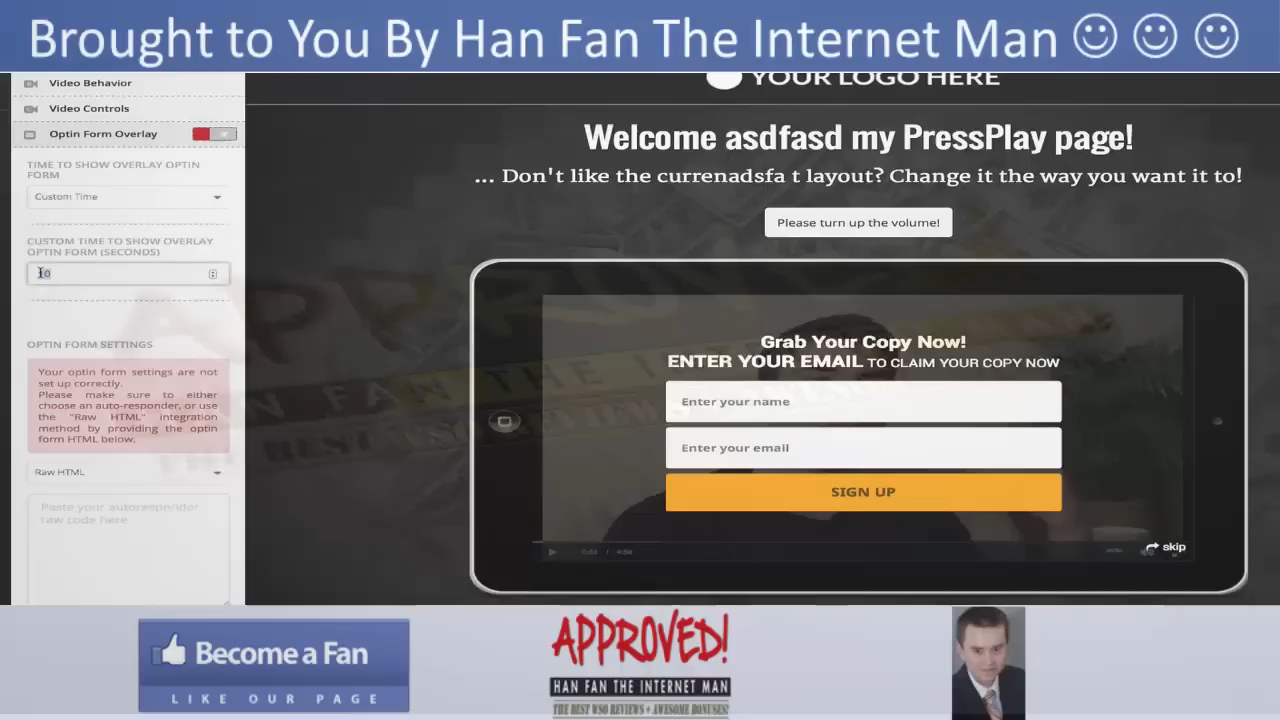 Brought to You By Han Fan The Internet Man
Video Behavior
Video Controls
Optin Form Overlay
TIME TO SHOW OVERLAY OPTIN
FORM
Custom Time
CUSTOM TIME TO SHOW OVERLAY
OPTIN FORM (SECONDS)
10
OPTIN FORM SETTINGS
Your optin form settings are not
set up correctly.
Please make sure to either
choose an auto-responder, or use
the "Raw HTML" integration
method by providing the optin
form HTML below.
Raw HTML
Paste your autoresponder
raw code here
YOUR LOGO HERE
Welcome asdfasd my PressPlay page!
... Don't like the currenadsfa t layout? Change it the way you want it to!
Please turn up the volume!
Grab Your Copy Now!
ENTER YOUR EMAIL TO CLAIM YOUR COPY NOW
Enter your name
Enter your email
SIGN UP
skip
Become a Fan
LIKE OUR PAGE
APPROVED!
HAN FAN THE INTERNET MAN
THE BEST WSO REVIEWS + AWESOME BONUSES!